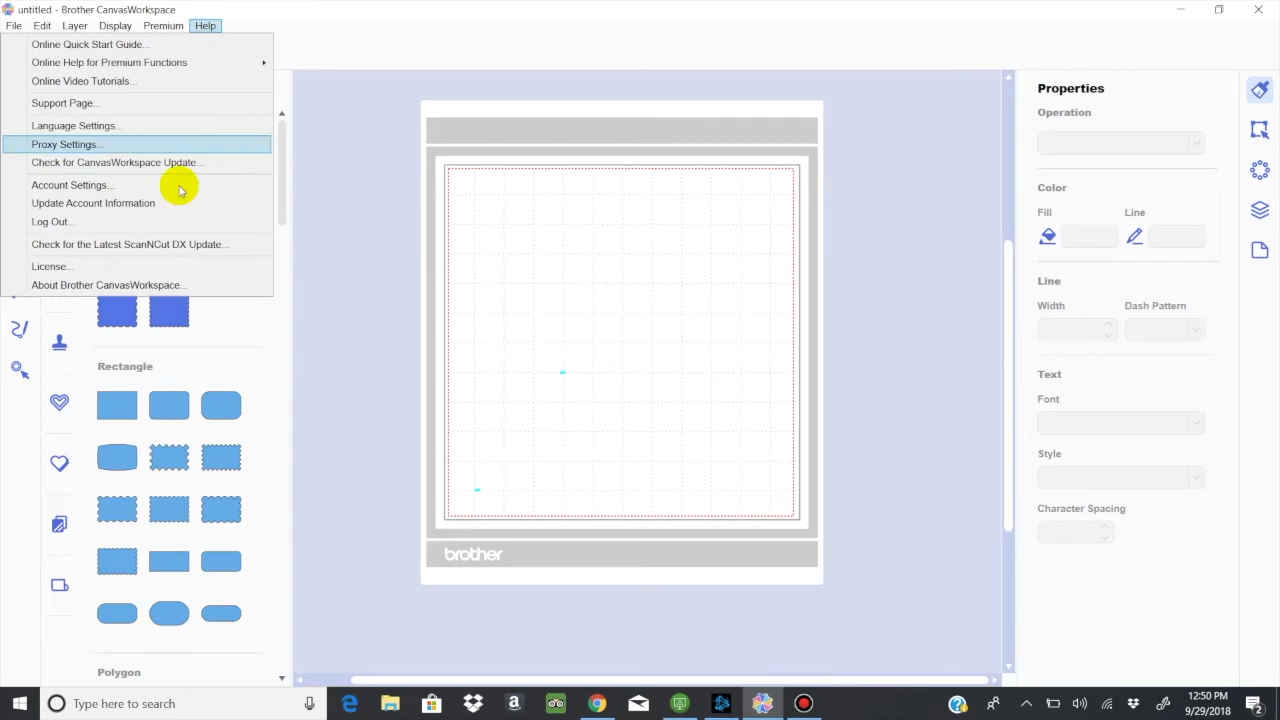 untitled - Brother CanvasWorkspace
File Edit Layer Display Premium Help
Online Quick Start Guide...
Online Help for Premium Functions
Online Video Tutorials...
Support Page...
Language Settings...
Proxy Settings...
Check for CanvasWorkspace Update...
Account Settings...
Update Account Information
Log Out...
Check for the Latest ScanNCut DX Update...
License...
About Brother CanvasWorkspace...
Rectangle
Polygon
brother
Properties
Operation
Color
Fill Line
Line
Width Dash Pattern
Text
Font
Style
Character Spacing
Type here to search
12:50 PM
9/29/2018
2